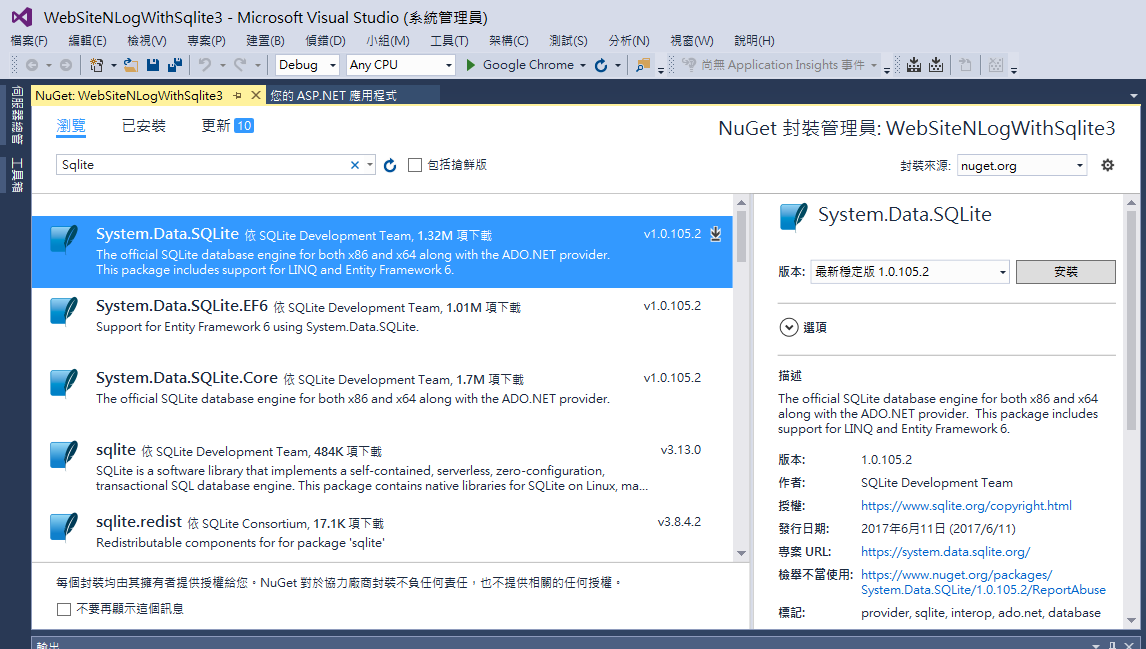 WebSiteNLogWithSqlite3 - Microsoft Visual Studio (系統管理員)
檔案(F) 編輯(E) 檢視(V) 專案(P) 建置(B) 偵錯(D) 小組(M) 工具(T) 架構(C) 測試(S) 分析(N) 視窗(W) 說明(H)
Debug Any CPU Google Chrome 尚無 Application Insights 事件
伺服器總管
工具箱
NuGet: WebSiteNLogWithSqlite3 您的 ASP.NET 應用程式
瀏覽 已安裝 更新 10
NuGet 封裝管理員: WebSiteNLogWithSqlite3
Sqlite 包括搶鮮版
封裝來源: nuget.org
System.Data.SQLite 依 SQLite Development Team, 1.32M 項下載 v1.0.105.2
The official SQLite database engine for both x86 and x64 along with the ADO.NET provider.
This package includes support for LINQ and Entity Framework 6.
System.Data.SQLite.EF6 依 SQLite Development Team, 1.01M 項下載 v1.0.105.2
Support for Entity Framework 6 using System.Data.SQLite.
System.Data.SQLite.Core 依 SQLite Development Team, 1.7M 項下載 v1.0.105.2
The official SQLite database engine for both x86 and x64 along with the ADO.NET provider.
sqlite 依 SQLite Development Team, 484K 項下載 v3.13.0
SQLite is a software library that implements a self-contained, serverless, zero-configuration,
transactional SQL database engine. This package contains native libraries for SQLite on Linux, ma...
sqlite.redist 依 SQLite Consortium, 17.1K 項下載 v3.8.4.2
Redistributable components for for package 'sqlite'
每個封裝均由其擁有者提供授權給您。NuGet 對於協力廠商封裝不負任何責任，也不提供相關的任何授權。
不要再顯示這個訊息
System.Data.SQLite
版本: 最新穩定版 1.0.105.2 安裝
選項
描述
The official SQLite database engine for both x86 and x64
along with the ADO.NET provider. This package includes
support for LINQ and Entity Framework 6.
版本: 1.0.105.2
作者: SQLite Development Team
授權: https://www.sqlite.org/copyright.html
發行日期: 2017年6月11日 (2017/6/11)
專案 URL: https://system.data.sqlite.org/
檢舉不當使用: https://www.nuget.org/packages/
System.Data.SQLite/1.0.105.2/ReportAbuse
標記: provider, sqlite, interop, ado.net, database
輸出